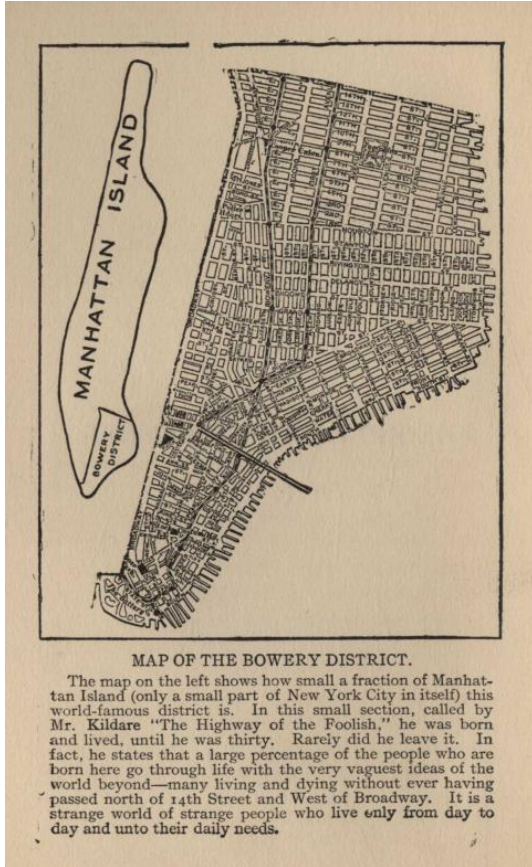 MANHATTAN ISLAND
BOWERY
DISTRICT
MAP OF THE BOWERY DISTRICT.
The map on the left shows how small a fraction of Manhat-
tan Island (only a small part of New York City in itself) this
world-famous district is. In this small section, called by
Mr. Kildare "The Highway of the Foolish," he was born
and lived, until he was thirty. Rarely did he leave it. In
fact, he states that a large percentage of the people who are
born here go through life with the very vaguest ideas of the
world beyond—many living and dying without ever having
passed north of 14th Street and West of Broadway. It is a
strange world of strange people who live only from day to
day and unto their daily needs.